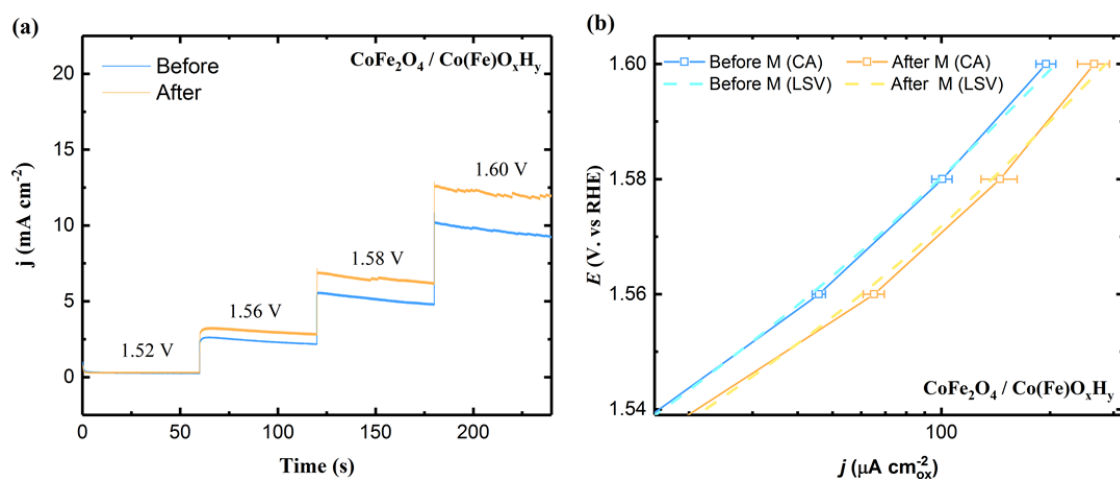 (a)
CoFe₂O₄ / Co(Fe)OₓHᵧ
Before
After
1.52 V
1.56 V
1.58 V
1.60 V
20
15
10
5
0
j (mA cm⁻²)
0 50 100 150 200
Time (s)
(b)
Before M (CA) After M (CA)
Before M (LSV) After M (LSV)
1.60
1.58
1.56
1.54
E (V. vs RHE)
CoFe₂O₄ / Co(Fe)OₓHᵧ
100
j (μA cm⁻²ox)